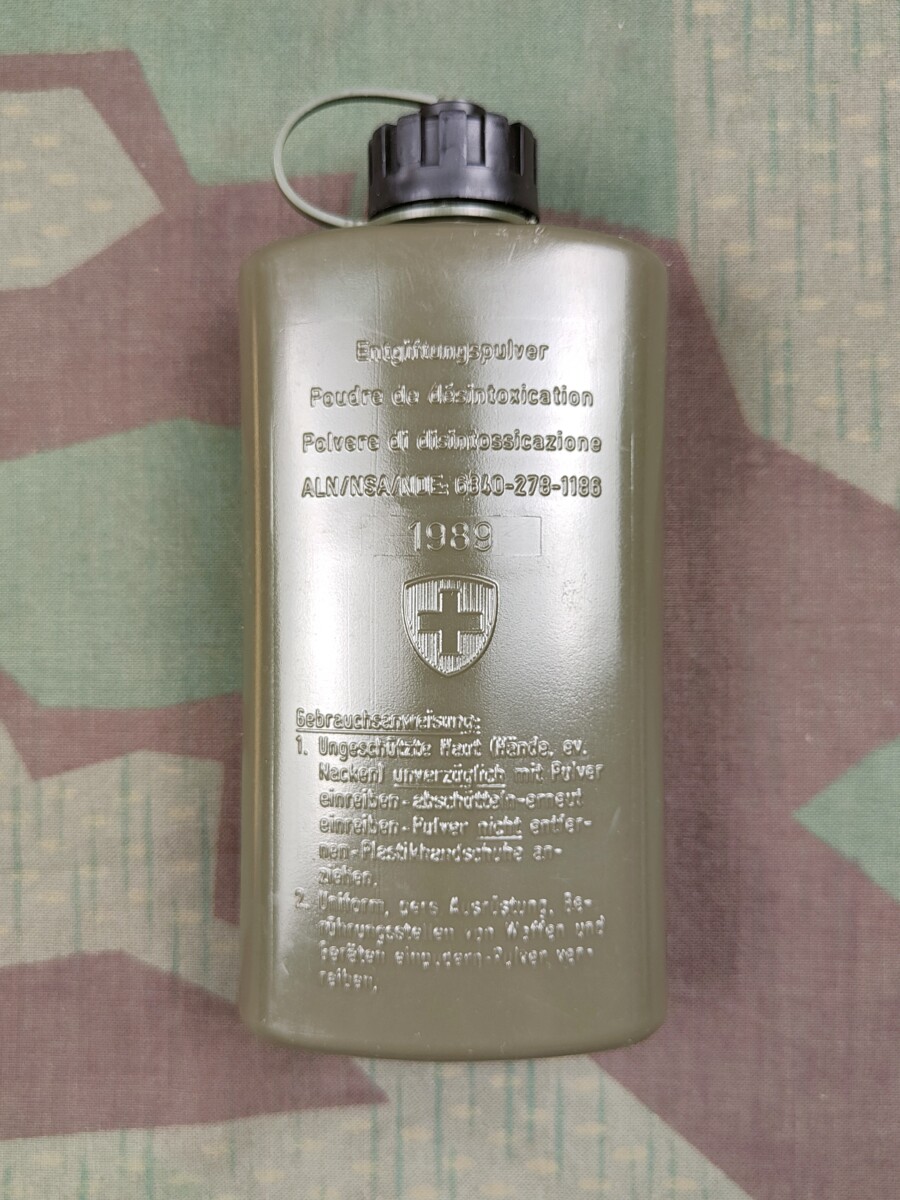 Entgiftungspulver
Poudre de désintoxication
Polvere di disintossicazione
ALN/NSA/NDE: 6840-278-1186
1989
Gebrauchsanweisung:
1. Ungeschützte Haut (Hände, ev.
Nacken) unverzüglich mit Pulver
einreiben-abschütteln-erneut
einreiben-Pulver nicht entfer-
nen-Plastikhandschuhe an-
ziehen.
2. Uniform, pers Ausrüstung, Be-
rührungsstellen von Waffen und
Geräten einpudern-Pulver ver-
reiben.